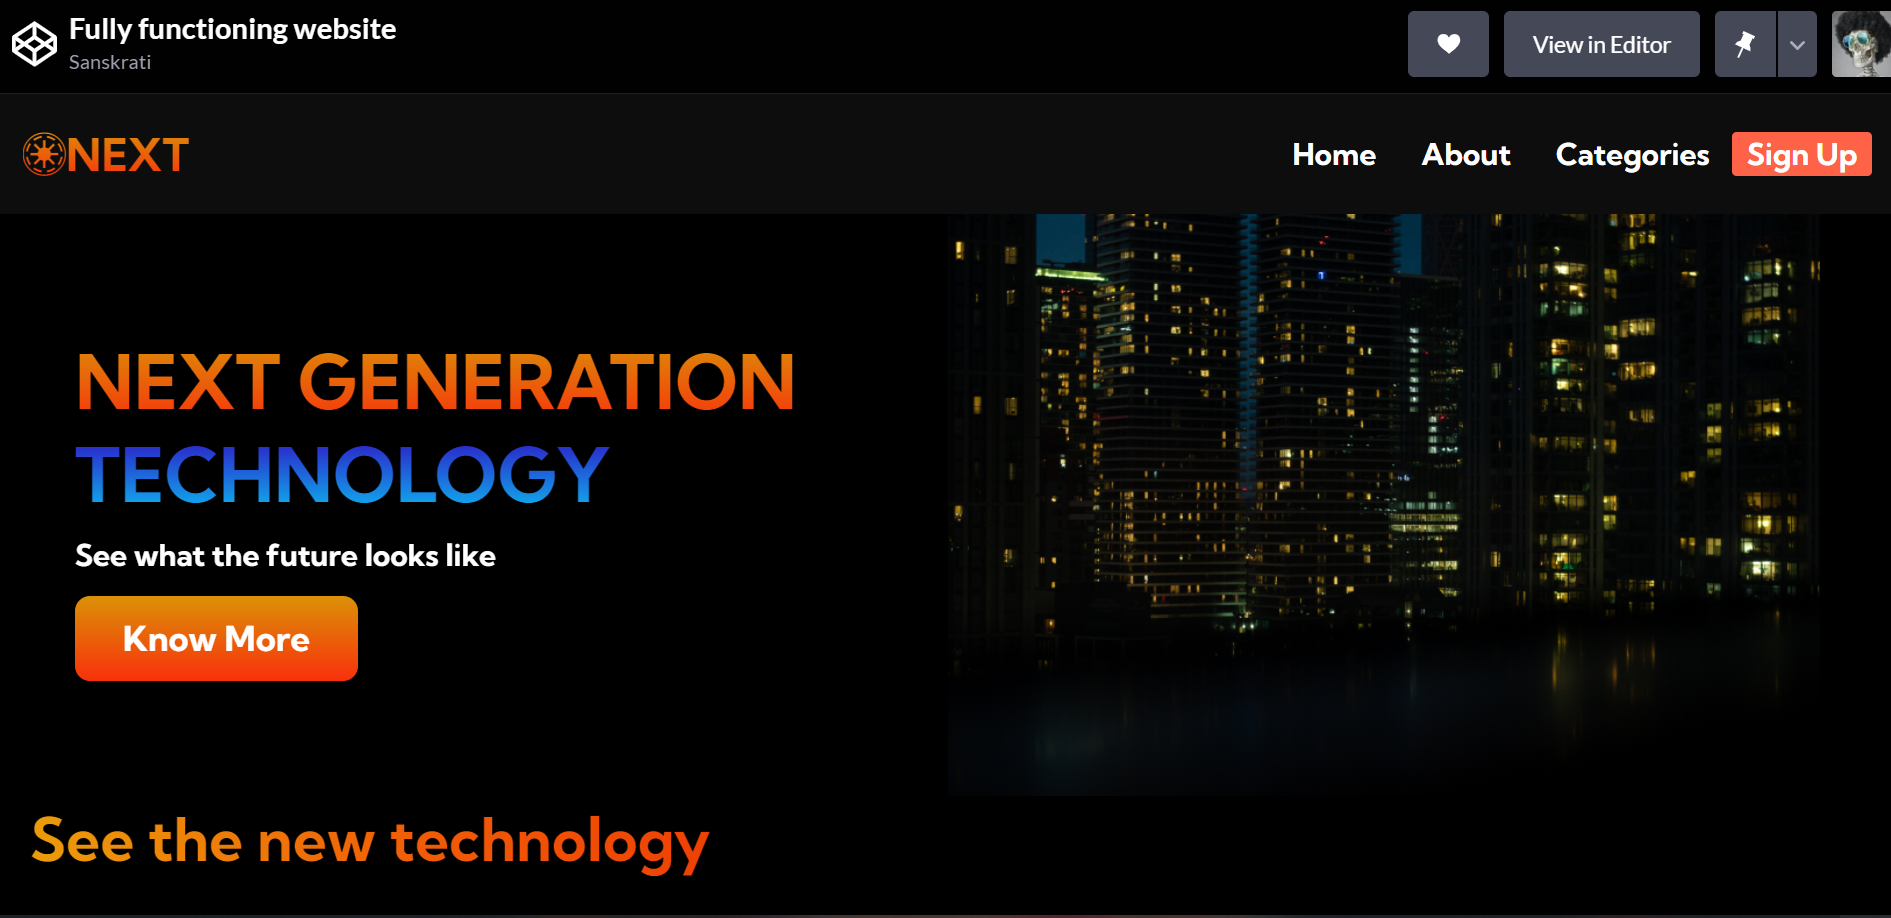 Fully functioning website
Sanskrati
View in Editor
NEXT
Home About Categories Sign Up
NEXT GENERATION
TECHNOLOGY
See what the future looks like
Know More
See the new technology